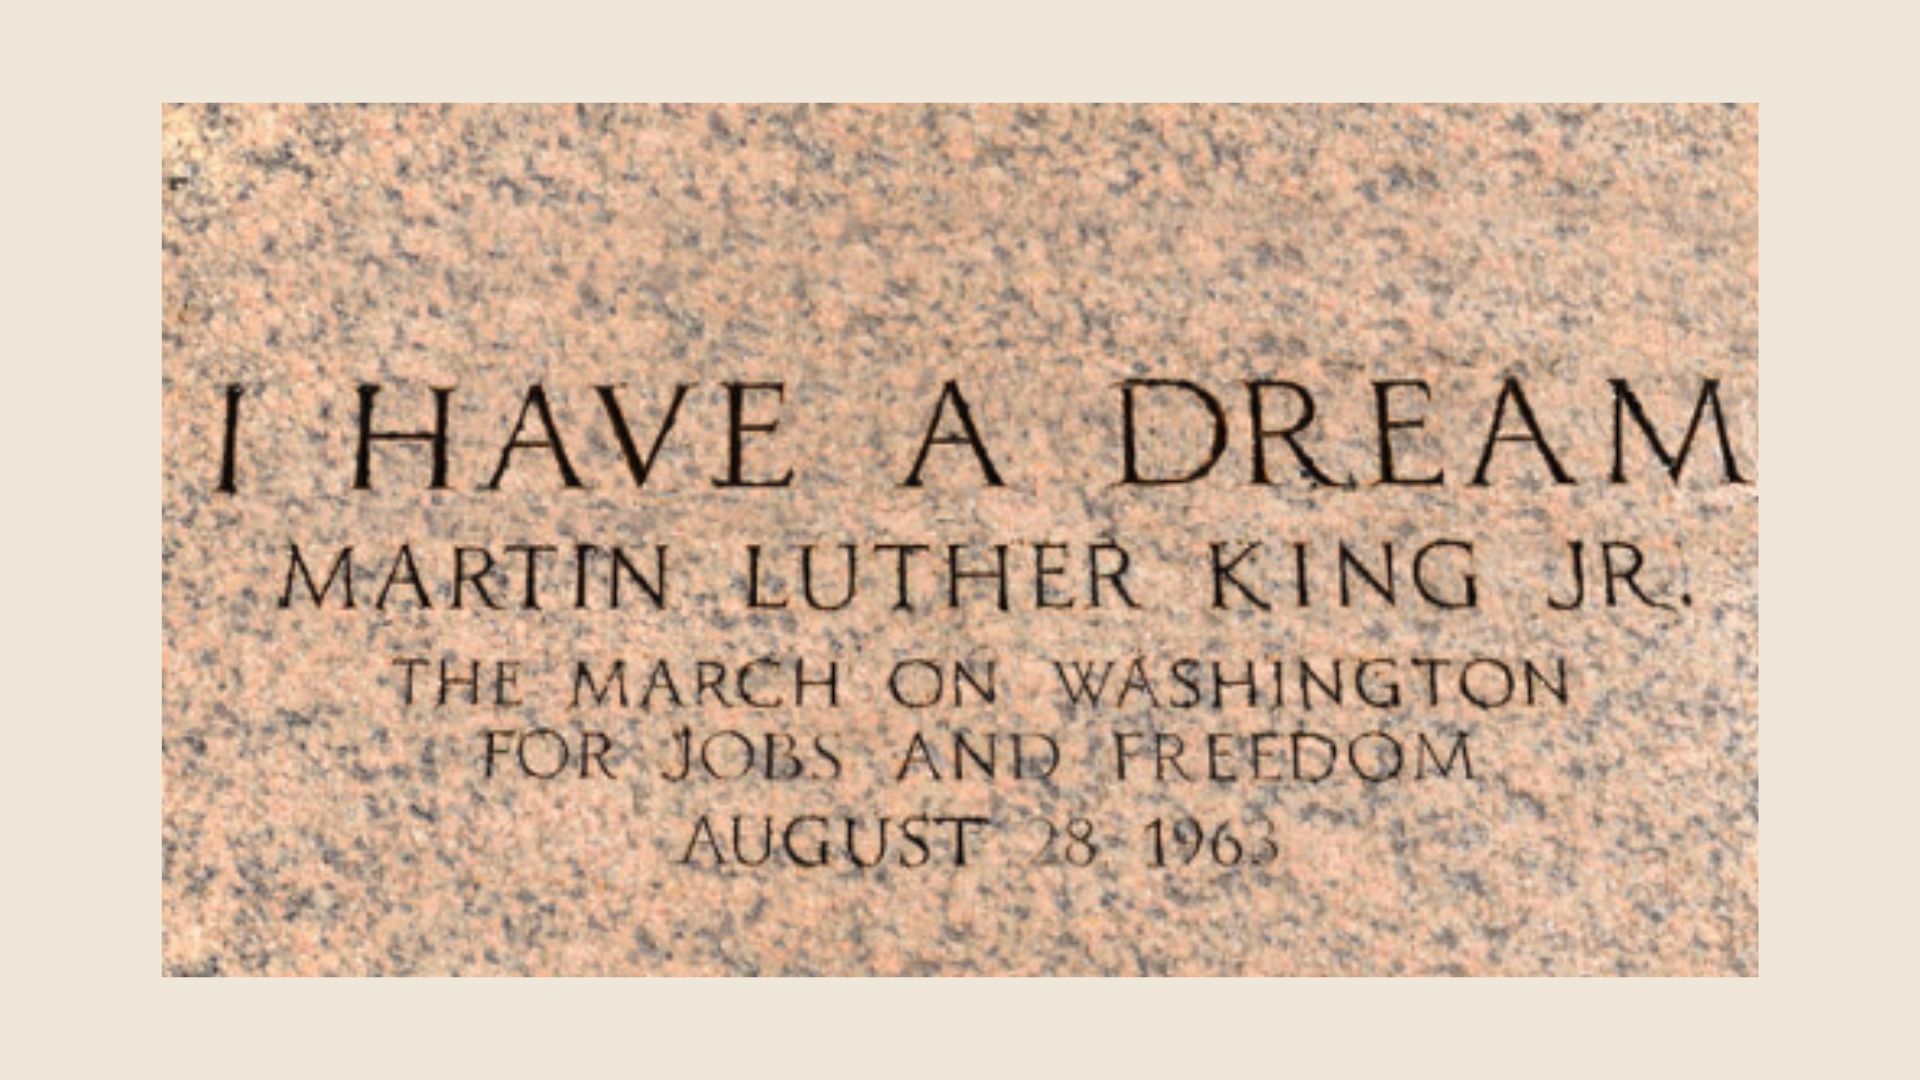 I HAVE A DREAM
MARTIN LUTHER KING JR.
THE MARCH ON WASHINGTON
FOR JOBS AND FREEDOM
AUGUST 28 1963